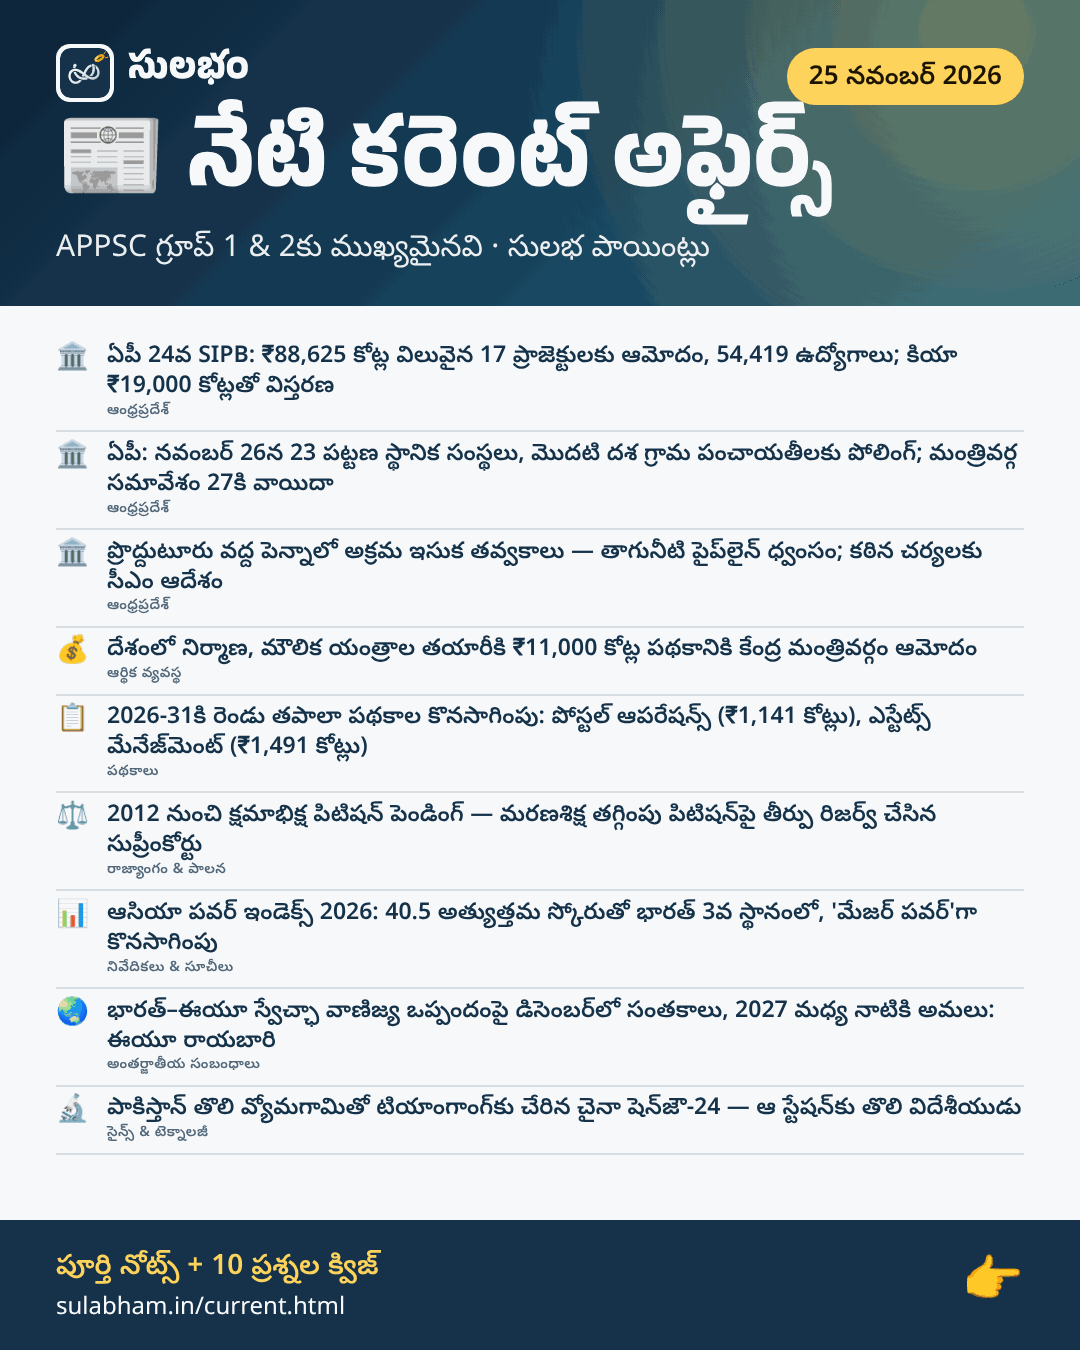 సులభం
25 నవంబర్ 2026
నేటి కరెంట్ అఫైర్స్
APPSC గ్రూప్ 1 & 2కు ముఖ్యమైనవి · సులభ పాయింట్లు
ఏపీ 24వ SIPB: ₹88,625 కోట్ల విలువైన 17 ప్రాజెక్టులకు ఆమోదం, 54,419 ఉద్యోగాలు; కియా
₹19,000 కోట్లతో విస్తరణ
ఆంధ్రప్రదేశ్
ఏపీ: నవంబర్ 26న 23 పట్టణ స్థానిక సంస్థలు, మొదటి దశ గ్రామ పంచాయతీలకు పోలింగ్; మంత్రివర్గ
సమావేశం 27కి వాయిదా
ఆంధ్రప్రదేశ్
ప్రొద్దుటూరు వద్ద పెన్నాలో అక్రమ ఇసుక తవ్వకాలు — తాగునీటి పైప్‌లైన్ ధ్వంసం; కఠిన చర్యలకు
సీఎం ఆదేశం
ఆంధ్రప్రదేశ్
దేశంలో నిర్మాణ, మౌలిక యంత్రాల తయారీకి ₹11,000 కోట్ల పథకానికి కేంద్ర మంత్రివర్గం ఆమోదం
ఆర్థిక వ్యవస్థ
2026-31కి రెండు తపాలా పథకాల కొనసాగింపు: పోస్టల్ ఆపరేషన్స్ (₹1,141 కోట్లు), ఎస్టేట్స్
మేనేజ్‌మెంట్ (₹1,491 కోట్లు)
పథకాలు
2012 నుంచి క్షమాభిక్ష పిటిషన్ పెండింగ్ — మరణశిక్ష తగ్గింపు పిటిషన్‌పై తీర్పు రిజర్వ్ చేసిన
సుప్రీంకోర్టు
రాజ్యాంగం & పాలన
ఆసియా పవర్ ఇండెక్స్ 2026: 40.5 అత్యుత్తమ స్కోరుతో భారత్ 3వ స్థానంలో, 'మేజర్ పవర్'గా
కొనసాగింపు
నివేదికలు & సూచీలు
భారత్–ఈయూ స్వేచ్ఛా వాణిజ్య ఒప్పందంపై డిసెంబర్‌లో సంతకాలు, 2027 మధ్య నాటికి అమలు:
ఈయూ రాయబారి
అంతర్జాతీయ సంబంధాలు
పాకిస్తాన్ తొలి వ్యోమగామితో టియాంగాంగ్‌కు చేరిన చైనా షెన్‌జౌ-24 — ఆ స్టేషన్‌కు తొలి విదేశీయుడు
సైన్స్ & టెక్నాలజీ
పూర్తి నోట్స్ + 10 ప్రశ్నల క్విజ్
sulabham.in/current.html